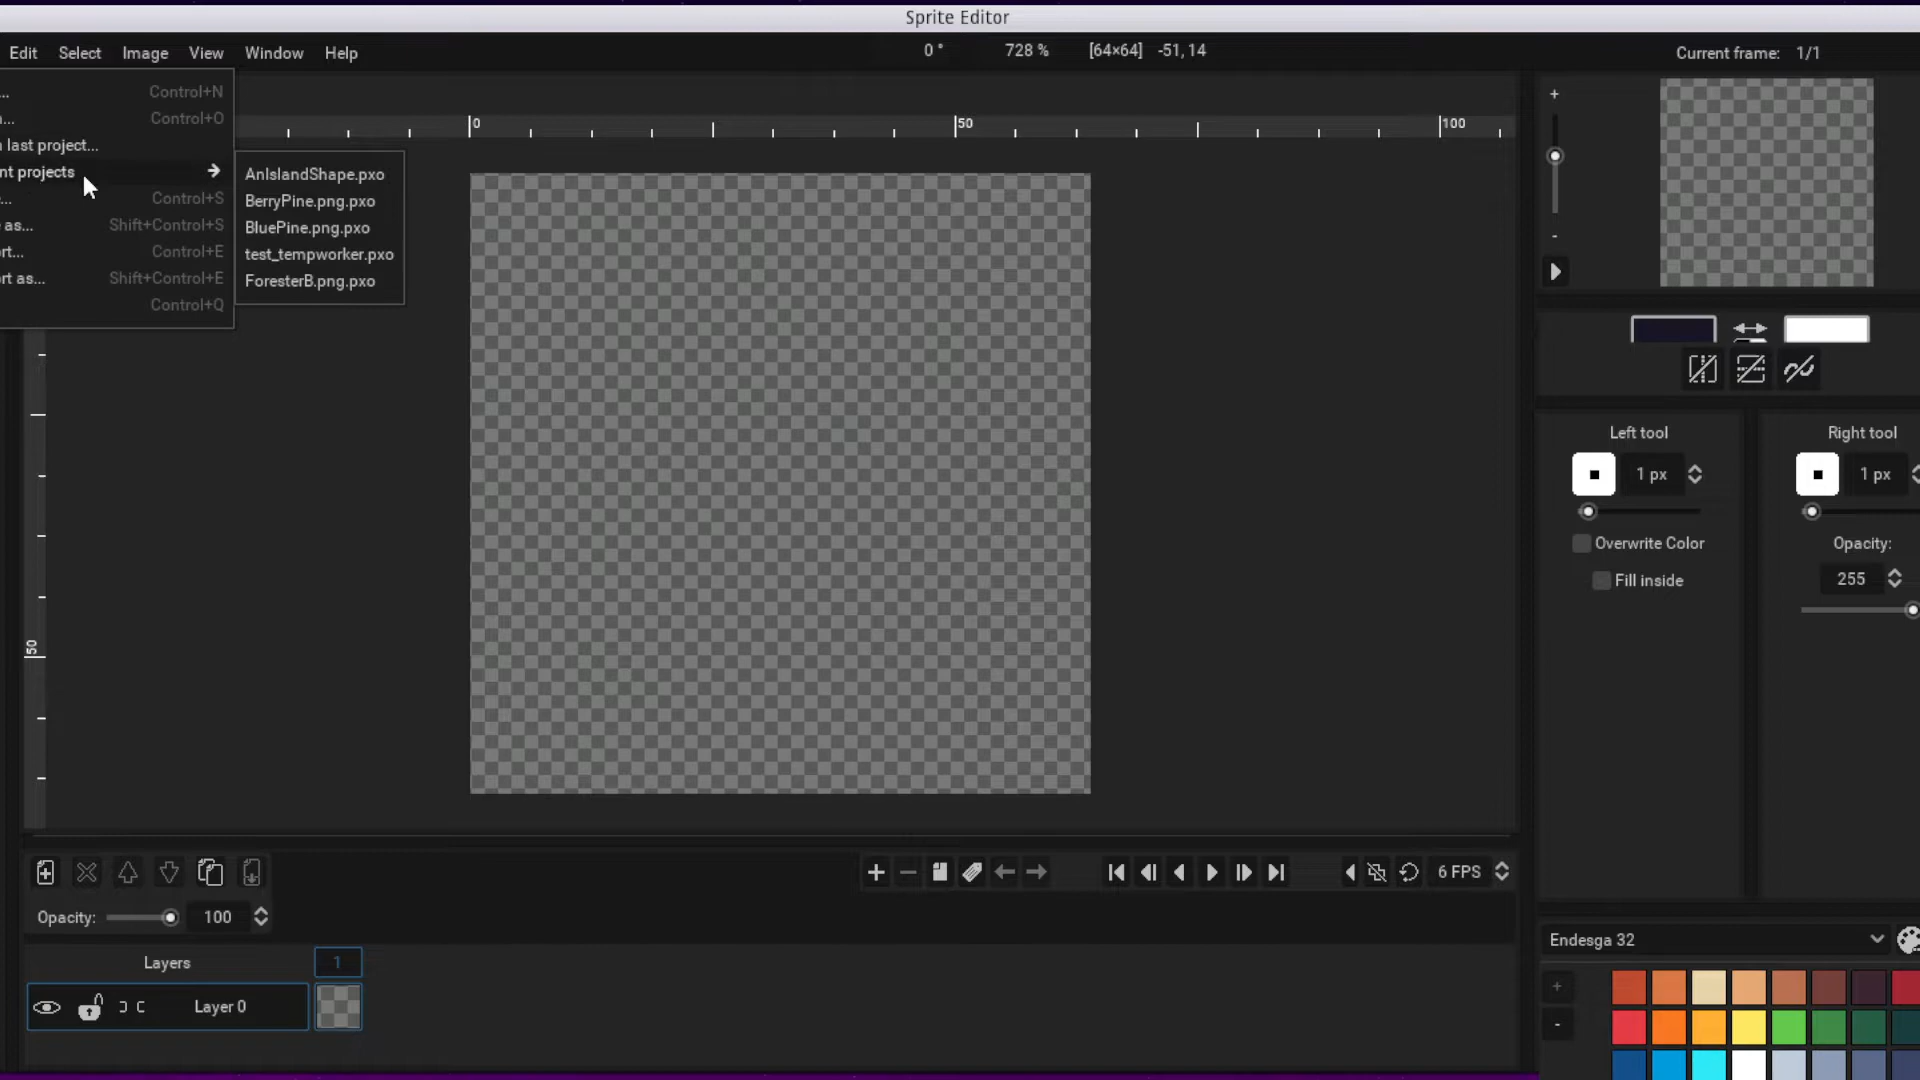 Sprite Editor
Edit Select Image View Window Help
0° 728 % [64×64] -51, 14
Current frame: 1/1
... Control+N
... Control+O
last project...
nt projects
... Control+S
as... Shift+Control+S
rt... Control+E
rt as... Shift+Control+E
Control+Q
AnIslandShape.pxo
BerryPine.png.pxo
BluePine.png.pxo
test_tempworker.pxo
ForesterB.png.pxo
0 50 100
50
+
-
Left tool
1 px
Overwrite Color
Fill inside
Right tool
1 px
Opacity:
255
6 FPS
Opacity: 100
Layers 1
Layer 0
Endesga 32
+
-